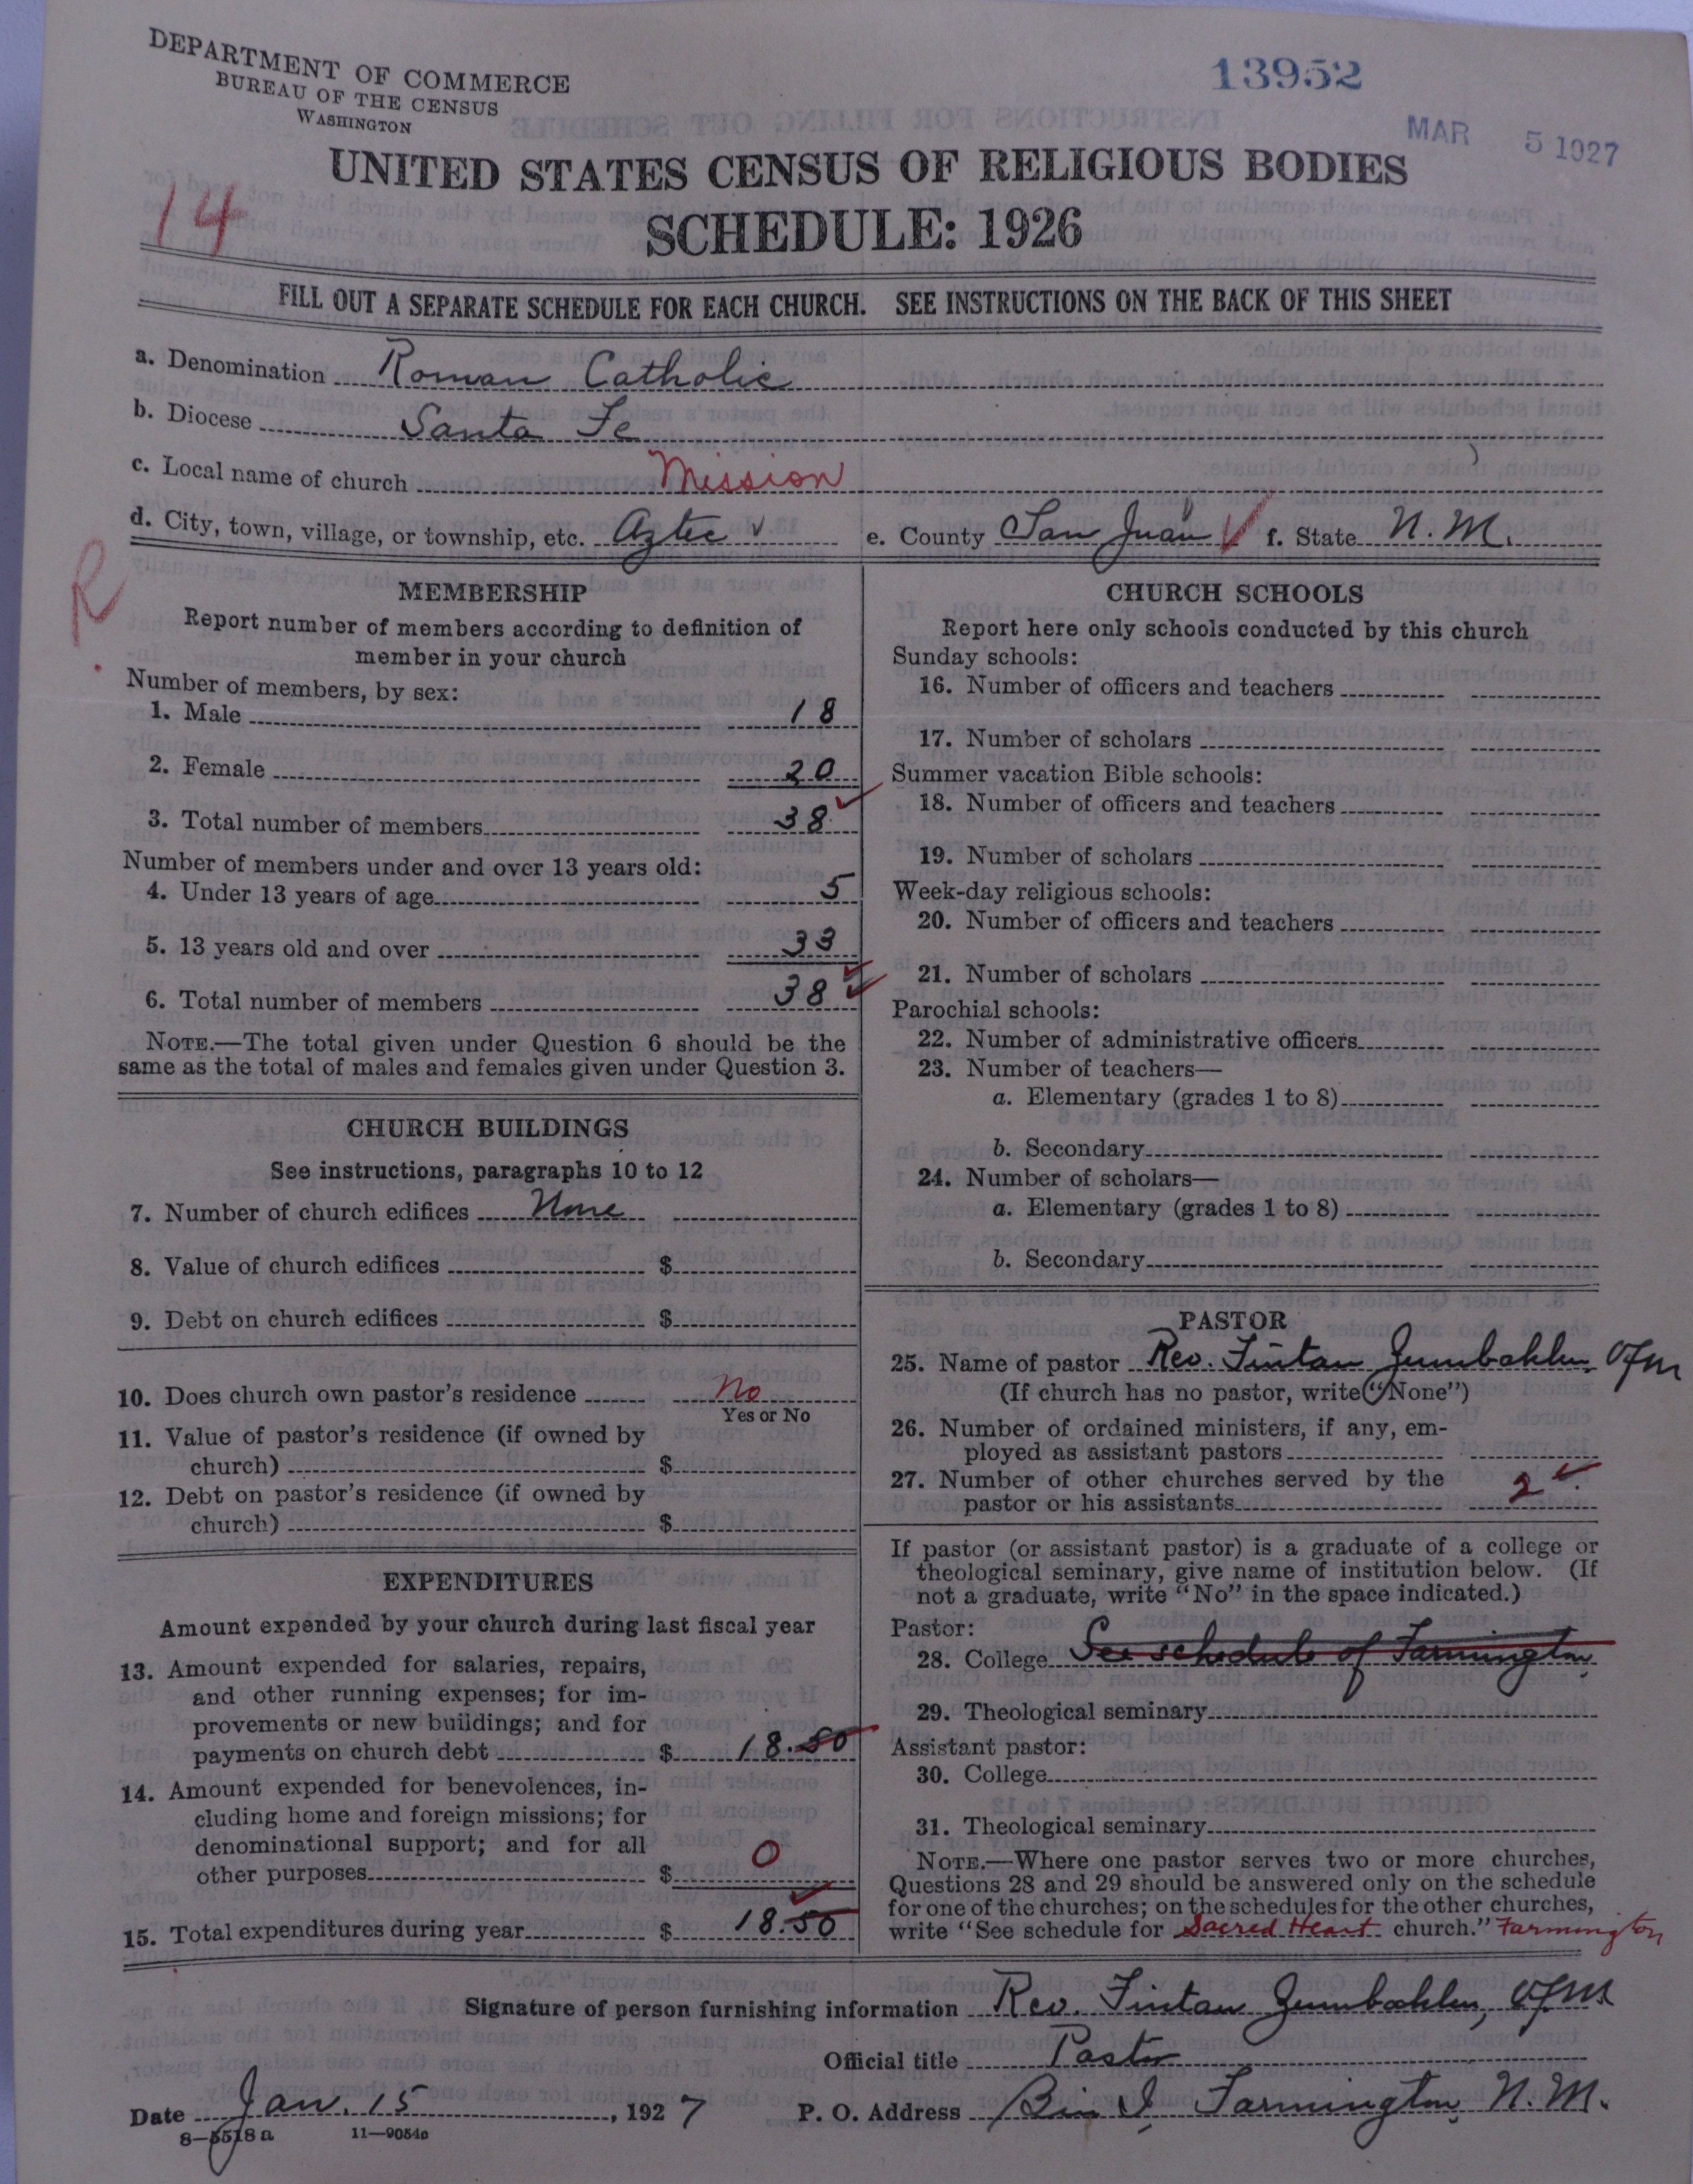 DEPARTMENT OF COMMERCE
BUREAU OF THE CENSUS
WASHINGTON
13952
MAR 5 1927
14
UNITED STATES CENSUS OF RELIGIOUS BODIES
SCHEDULE: 1926
FILL OUT A SEPARATE SCHEDULE FOR EACH CHURCH. SEE INSTRUCTIONS ON THE BACK OF THIS SHEET
a. Denomination Roman Catholic
b. Diocese Santa Fe
c. Local name of church Mission
d. City, town, village, or township, etc. Aztec e. County San Juan f. State N. M.
R
MEMBERSHIP
Report number of members according to definition of
member in your church
Number of members, by sex:
1. Male 18
2. Female 20
3. Total number of members 38
Number of members under and over 13 years old:
4. Under 13 years of age 5
5. 13 years old and over 33
6. Total number of members 38
NOTE.—The total given under Question 6 should be the
same as the total of males and females given under Question 3.
CHURCH BUILDINGS
See instructions, paragraphs 10 to 12
7. Number of church edifices None
8. Value of church edifices $
9. Debt on church edifices $
10. Does church own pastor's residence No
Yes or No
11. Value of pastor's residence (if owned by
church) $
12. Debt on pastor's residence (if owned by
church) $
EXPENDITURES
Amount expended by your church during last fiscal year
13. Amount expended for salaries, repairs,
and other running expenses; for im-
provements or new buildings; and for
payments on church debt $ 18.50
14. Amount expended for benevolences, in-
cluding home and foreign missions; for
denominational support; and for all
other purposes $ 0
15. Total expenditures during year $ 18.50
CHURCH SCHOOLS
Report here only schools conducted by this church
Sunday schools:
16. Number of officers and teachers
17. Number of scholars
Summer vacation Bible schools:
18. Number of officers and teachers
19. Number of scholars
Week-day religious schools:
20. Number of officers and teachers
21. Number of scholars
Parochial schools:
22. Number of administrative officers
23. Number of teachers—
a. Elementary (grades 1 to 8)
b. Secondary
24. Number of scholars—
a. Elementary (grades 1 to 8)
b. Secondary
PASTOR
25. Name of pastor Rev. Fintan Zumbahlen OFM
(If church has no pastor, write "None")
26. Number of ordained ministers, if any, em-
ployed as assistant pastors
27. Number of other churches served by the
pastor or his assistants 2
If pastor (or assistant pastor) is a graduate of a college or
theological seminary, give name of institution below. (If
not a graduate, write "No" in the space indicated.)
Pastor:
28. College See schedule of Farmington
29. Theological seminary
Assistant pastor:
30. College
31. Theological seminary
NOTE.—Where one pastor serves two or more churches,
Questions 28 and 29 should be answered only on the schedule
for one of the churches; on the schedules for the other churches,
write "See schedule for Sacred Heart church." Farmington
Signature of person furnishing information Rev. Fintan Zumbahlen, OFM
Official title Pastor
Date Jan. 15, 1927 P. O. Address Farmington, N. M.
8—5518a 11—9054a